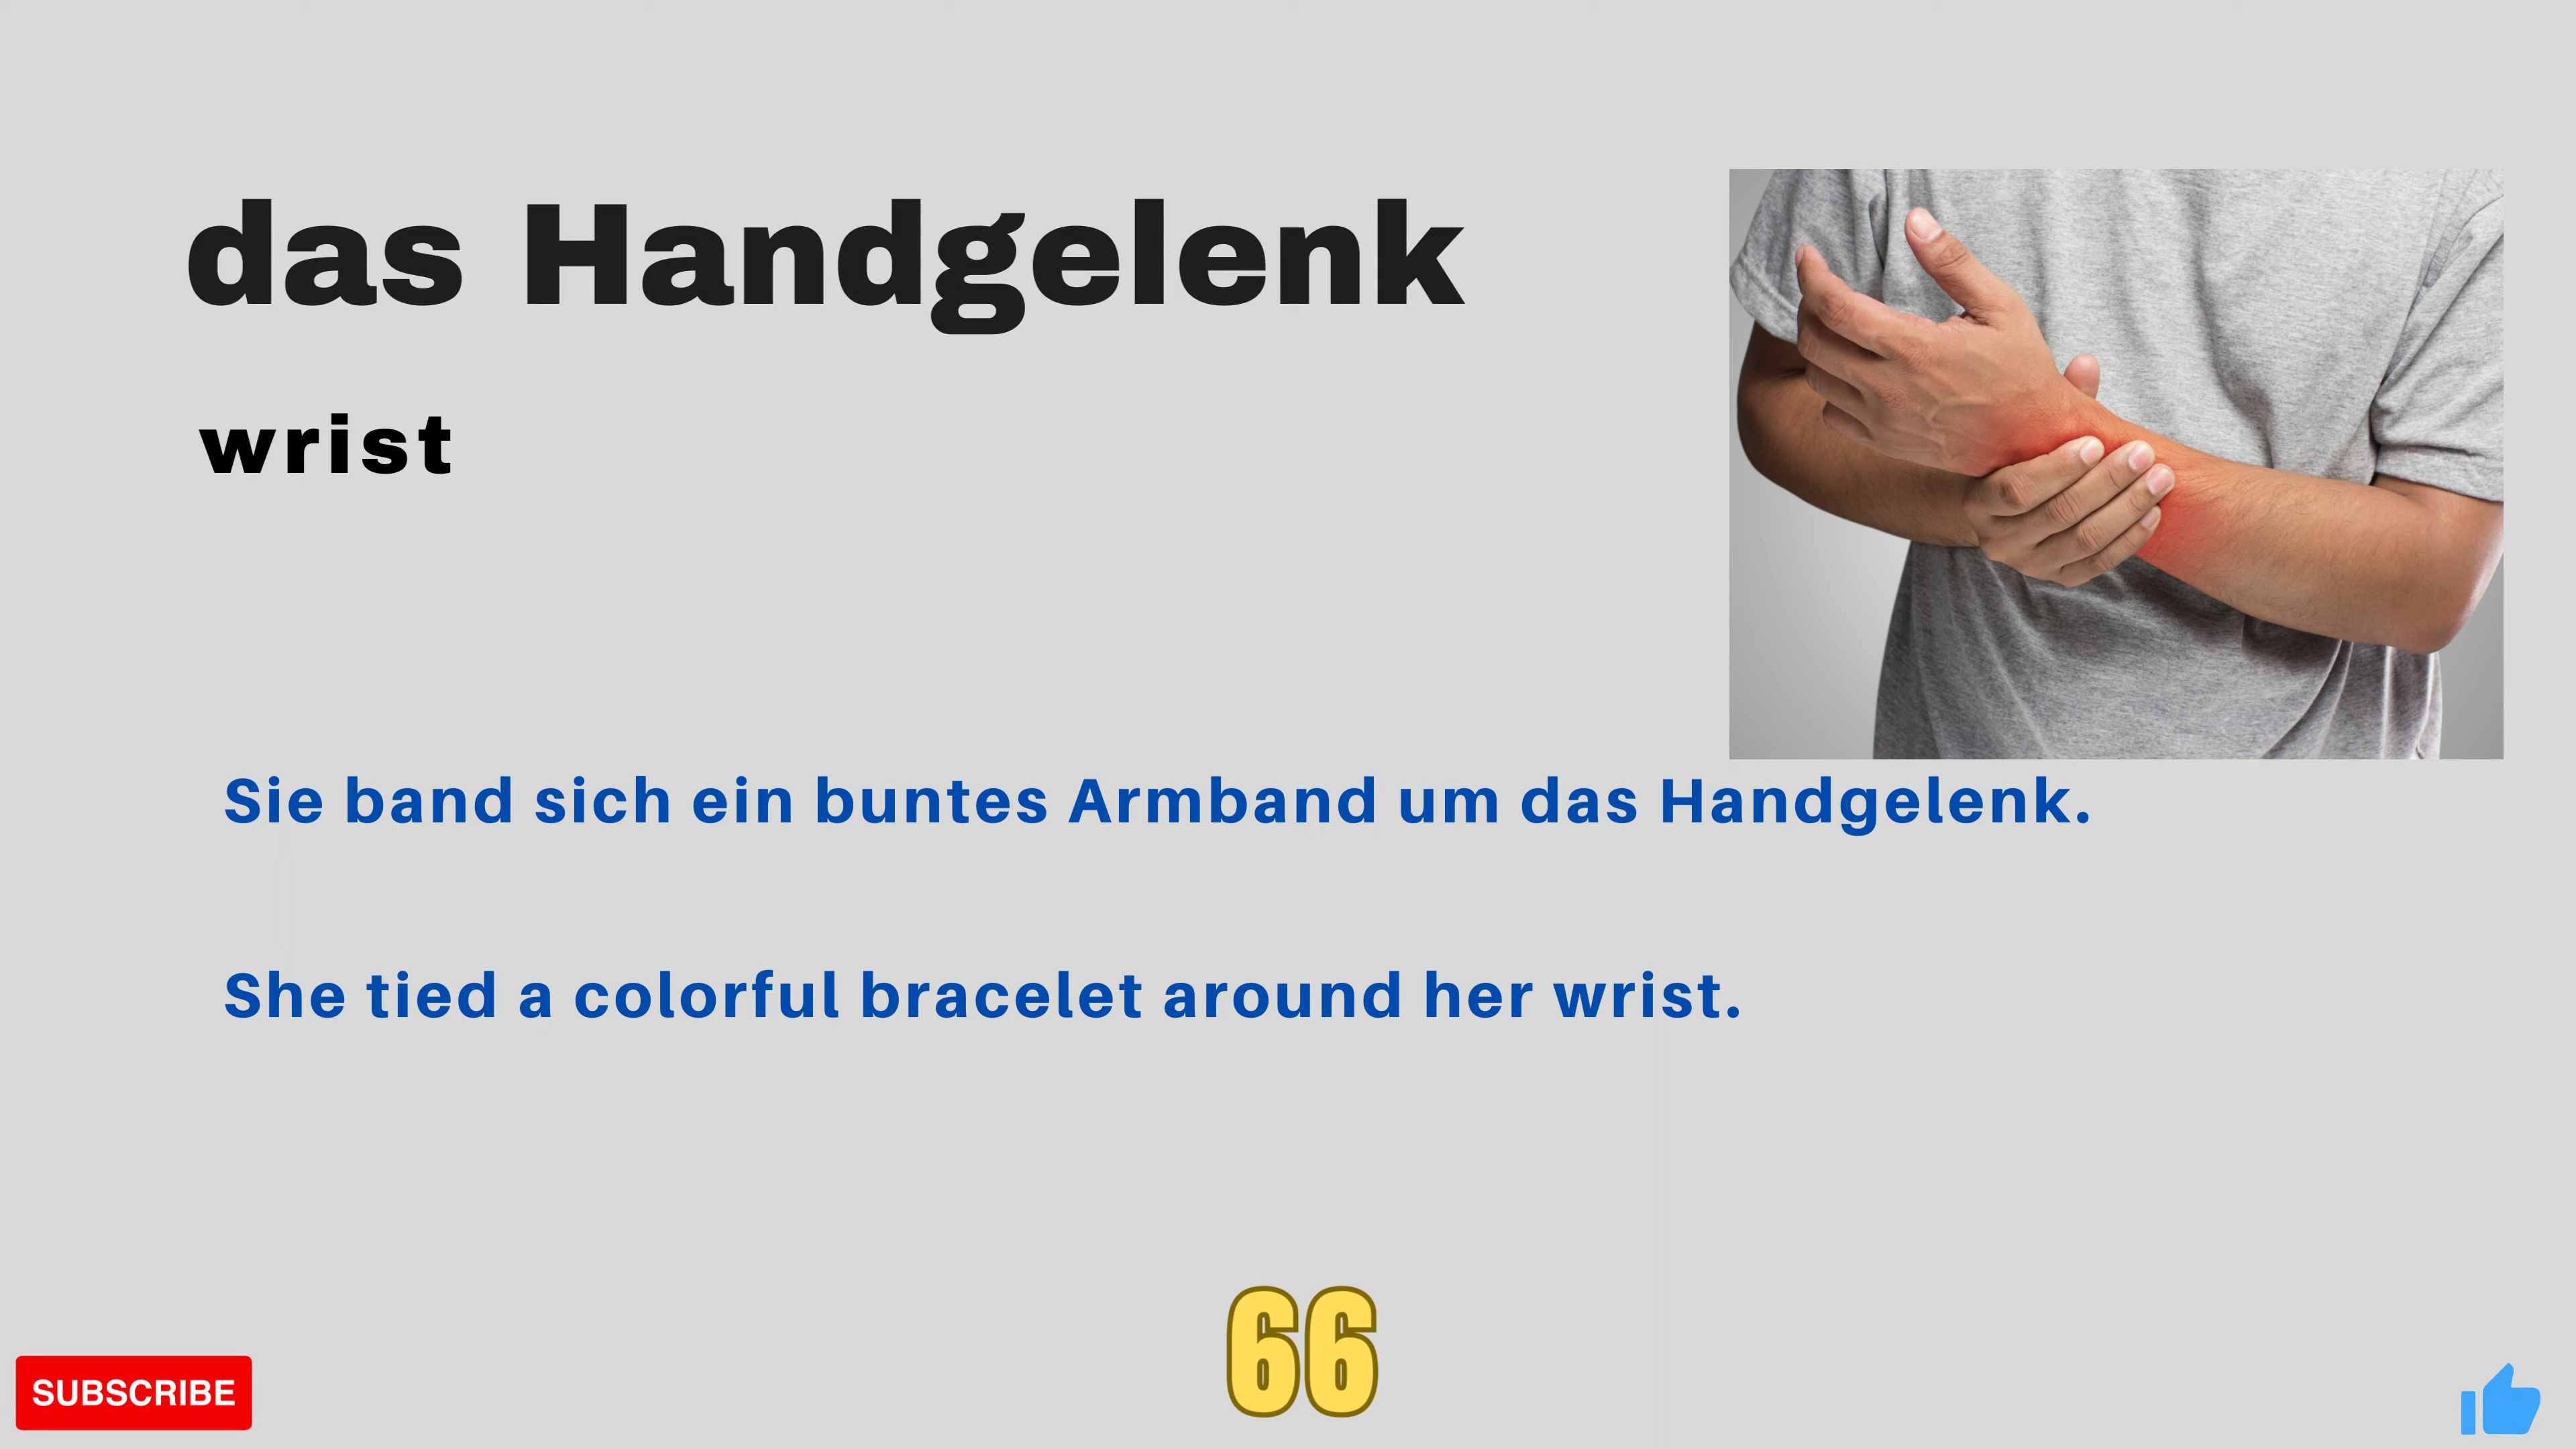 das Handgelenk
wrist
Sie band sich ein buntes Armband um das Handgelenk.
She tied a colorful bracelet around her wrist.
66
SUBSCRIBE